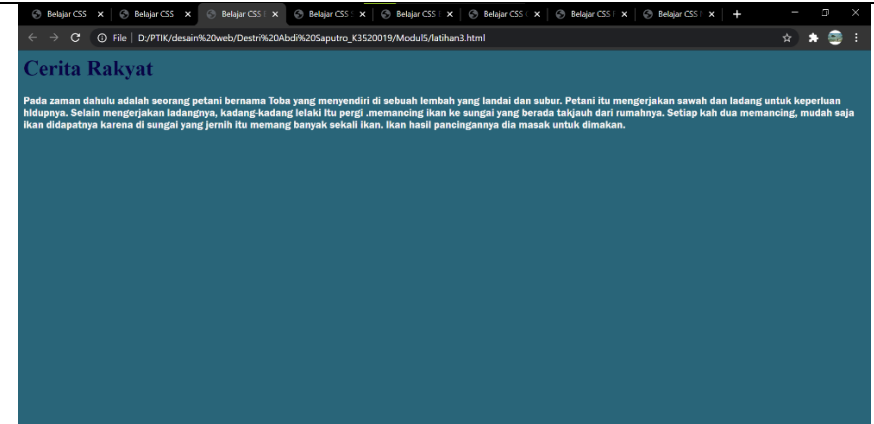 Belajar CSS Belajar CSS Belajar CSS Belajar CSS Belajar CSS Belajar CSS Belajar CSS Belajar CSS
File D:/PTIK/desain%20web/Destri%20Abdi%20Saputro_K3520019/Modul5/latihan3.html
Cerita Rakyat
Pada zaman dahulu adalah seorang petani bernama Toba yang menyendiri di sebuah lembah yang landai dan subur. Petani itu mengerjakan sawah dan ladang untuk keperluan
hidupnya. Selain mengerjakan ladangnya, kadang-kadang lelaki itu pergi .memancing ikan ke sungai yang berada takjauh dari rumahnya. Setiap kah dua memancing, mudah saja
ikan didapatnya karena di sungai yang jernih itu memang banyak sekali ikan. Ikan hasil pancingannya dia masak untuk dimakan.